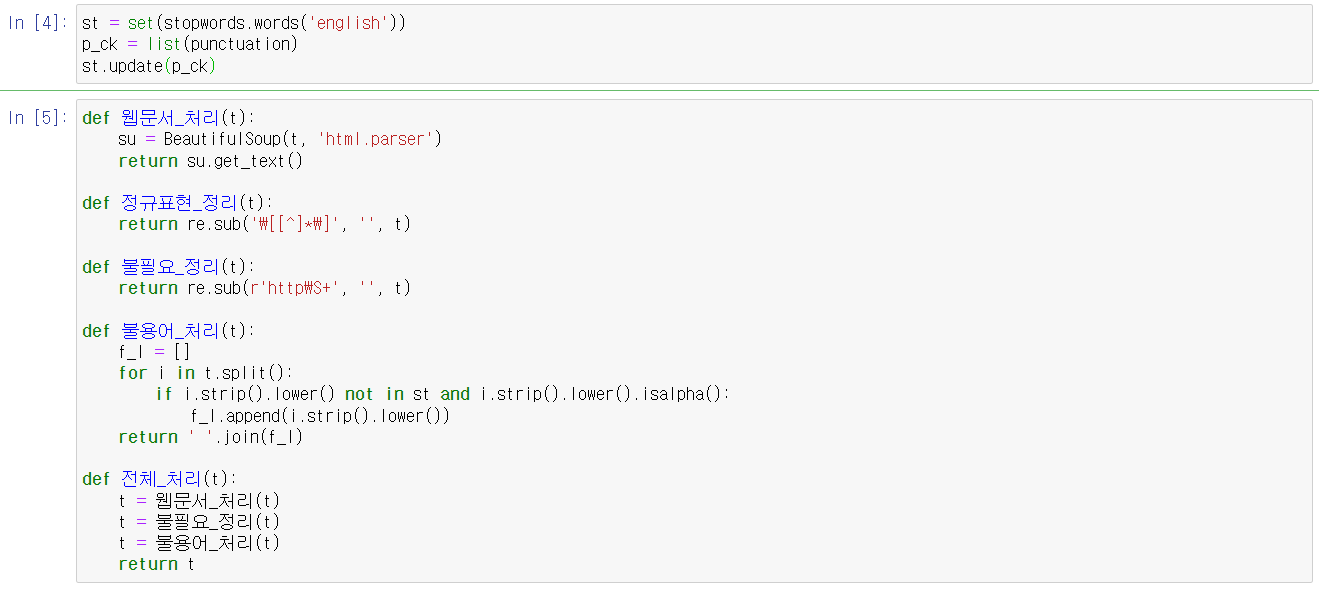 In [4]:
st = set(stopwords.words('english'))
p_ck = list(punctuation)
st.update(p_ck)
In [5]:
def 웹문서_처리(t):
    su = BeautifulSoup(t, 'html.parser')
    return su.get_text()
def 정규표현_정리(t):
    return re.sub('₩[[^]*₩]', '', t)
def 불필요_정리(t):
    return re.sub(r'http₩S+', '', t)
def 불용어_처리(t):
    f_l = []
    for i in t.split():
        if i.strip().lower() not in st and i.strip().lower().isalpha():
            f_l.append(i.strip().lower())
    return ' '.join(f_l)
def 전체_처리(t):
    t = 웹문서_처리(t)
    t = 불필요_정리(t)
    t = 불용어_처리(t)
    return t